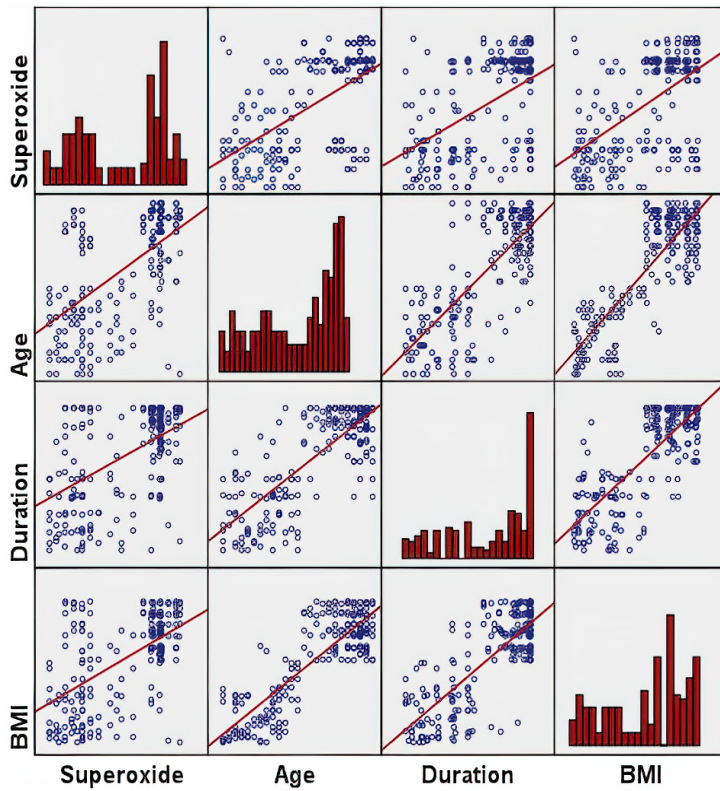 Superoxide
Age
Duration
BMI
Superoxide Age Duration BMI